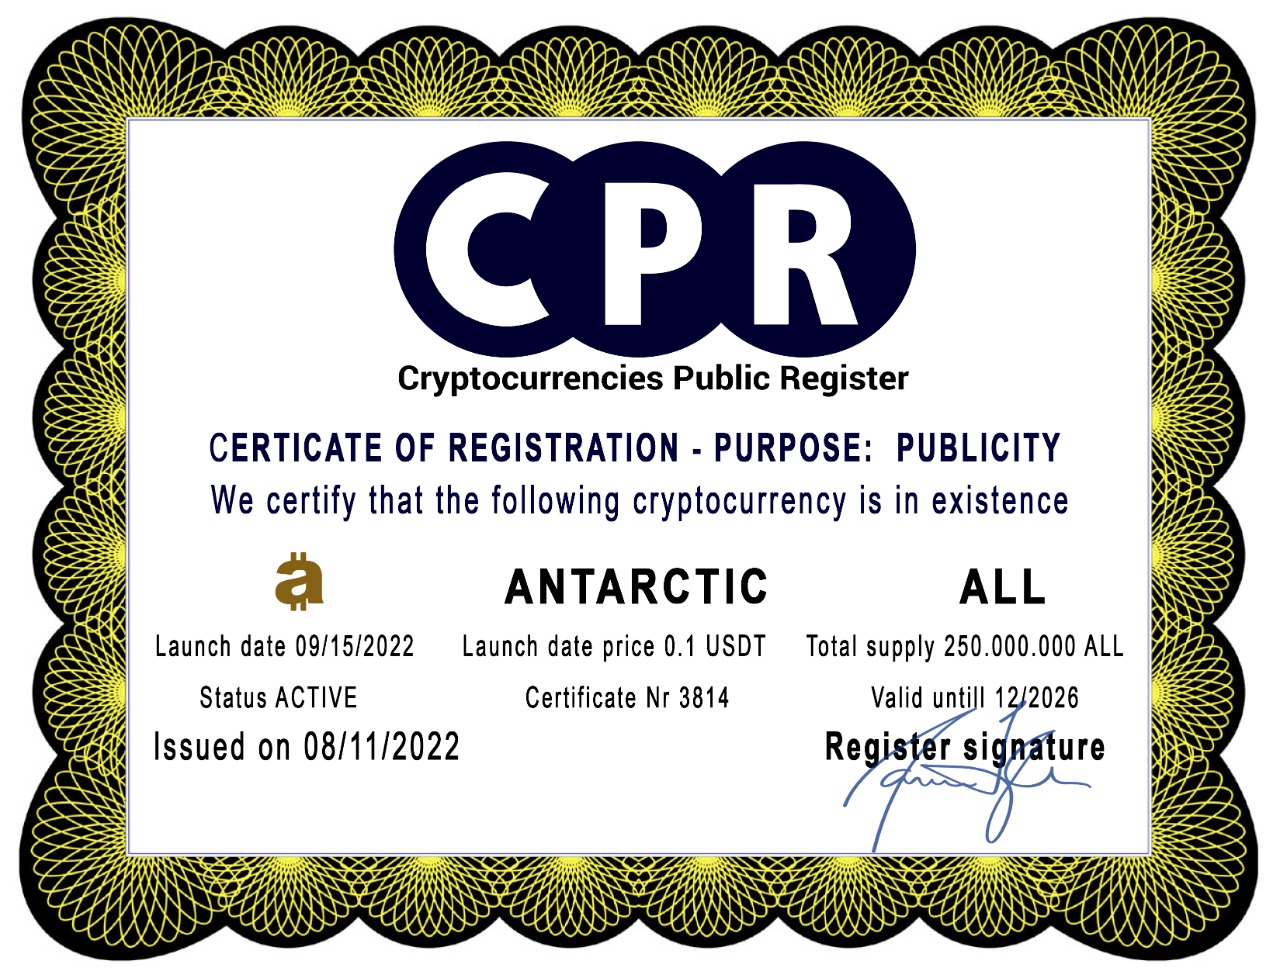 CPR
Cryptocurrencies Public Register
CERTICATE OF REGISTRATION - PURPOSE: PUBLICITY
We certify that the following cryptocurrency is in existence
ANTARCTIC ALL
Launch date 09/15/2022 Launch date price 0.1 USDT Total supply 250.000.000 ALL
Status ACTIVE Certificate Nr 3814 Valid untill 12/2026
Issued on 08/11/2022 Register signature